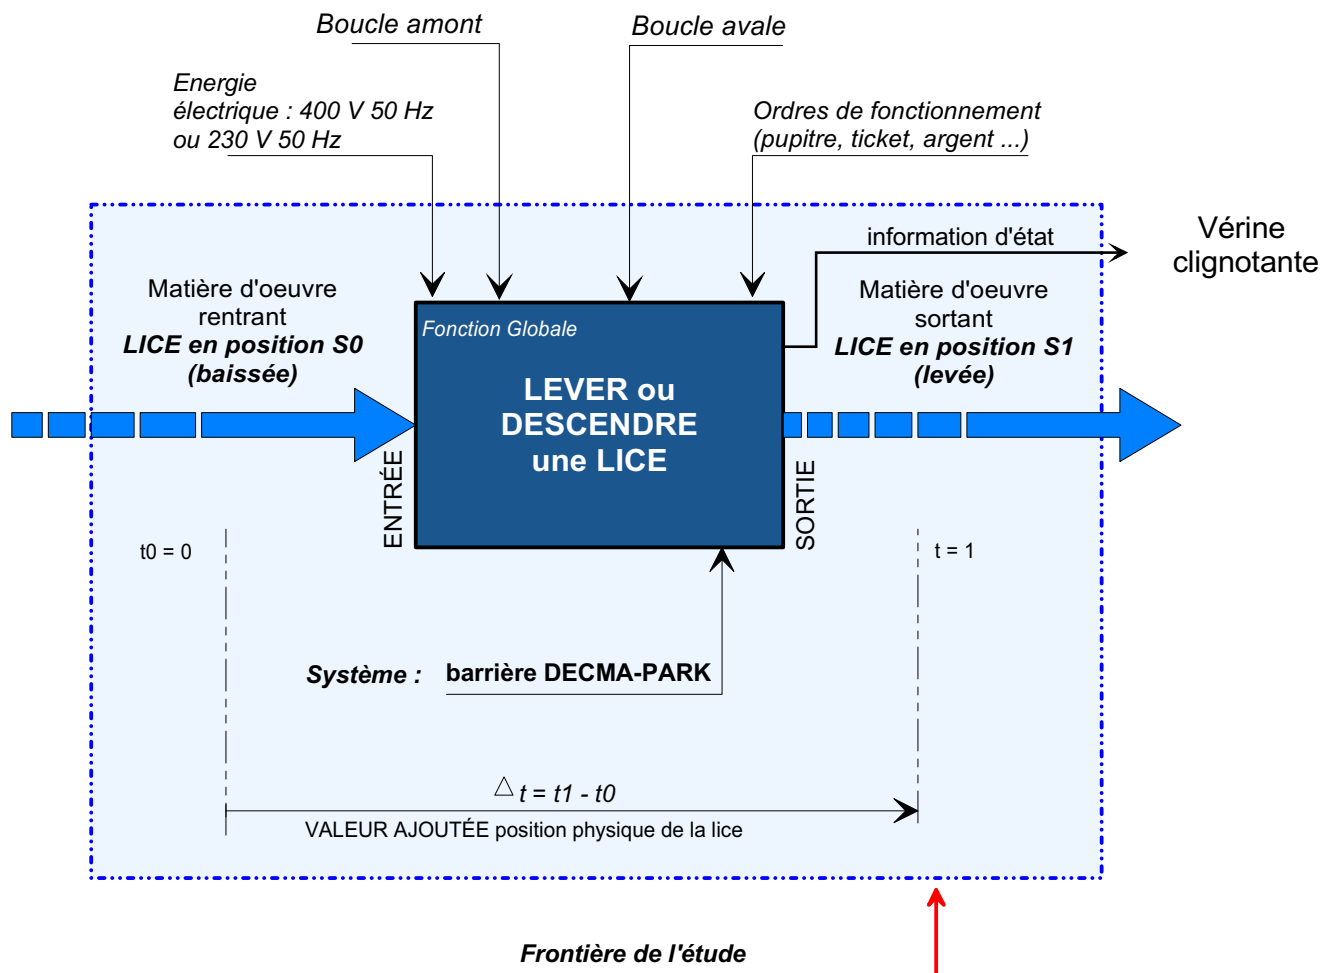 Boucle amont
Boucle avale
Energie
électrique : 400 V 50 Hz
ou 230 V 50 Hz
Ordres de fonctionnement
(pupitre, ticket, argent ...)
information d'état
Vérine
clignotante
Matière d'oeuvre
rentrant
LICE en position S0
(baissée)
Fonction Globale
LEVER ou
DESCENDRE
une LICE
Matière d'oeuvre
sortant
LICE en position S1
(levée)
ENTRÉE
SORTIE
t0 = 0
t = 1
Système : barrière DECMA-PARK
△ t = t1 - t0
VALEUR AJOUTÉE position physique de la lice
Frontière de l'étude